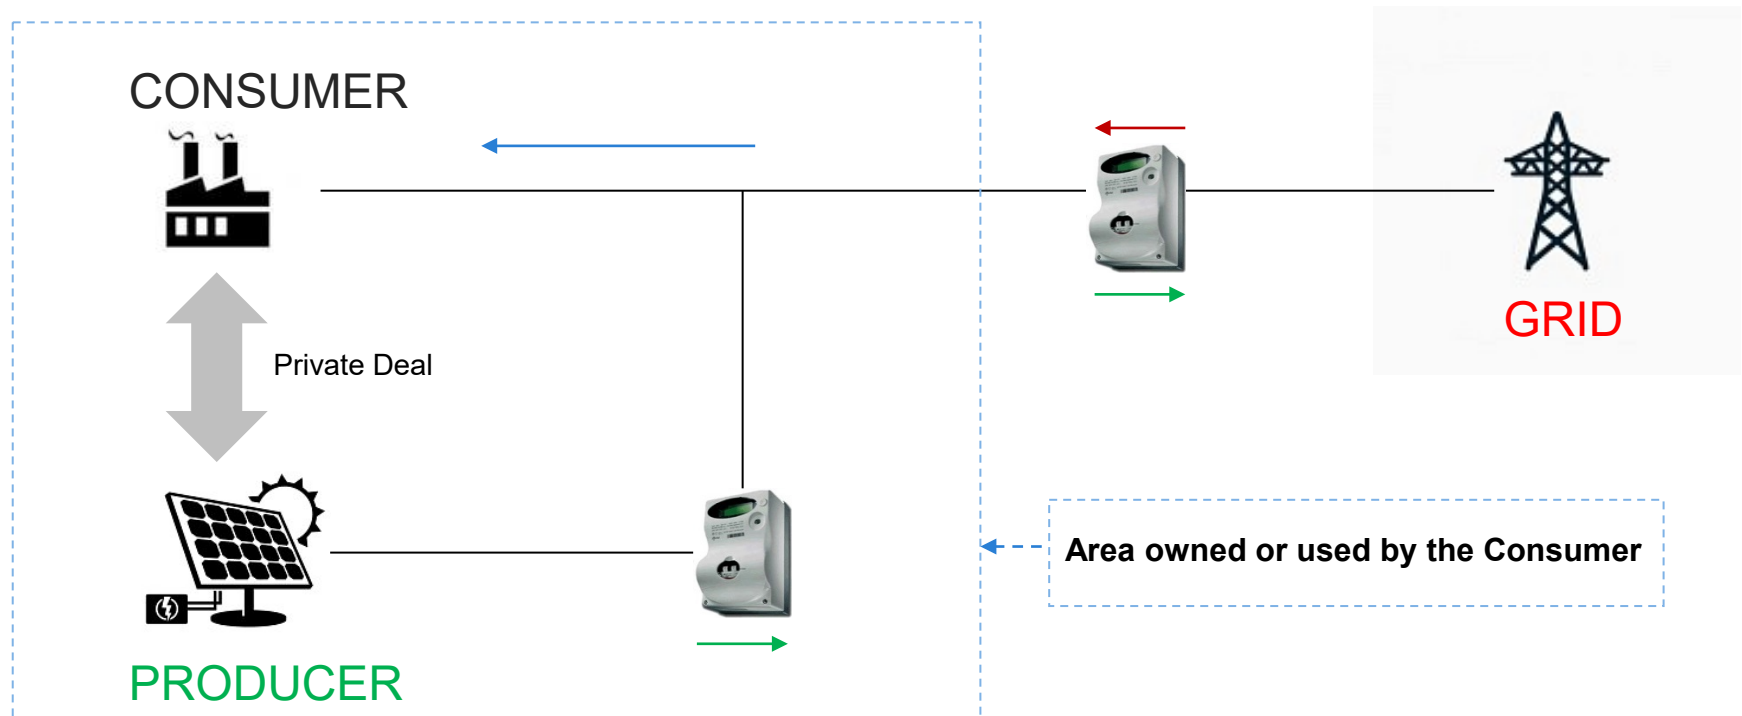 CONSUMER
Private Deal
GRID
Area owned or used by the Consumer
PRODUCER